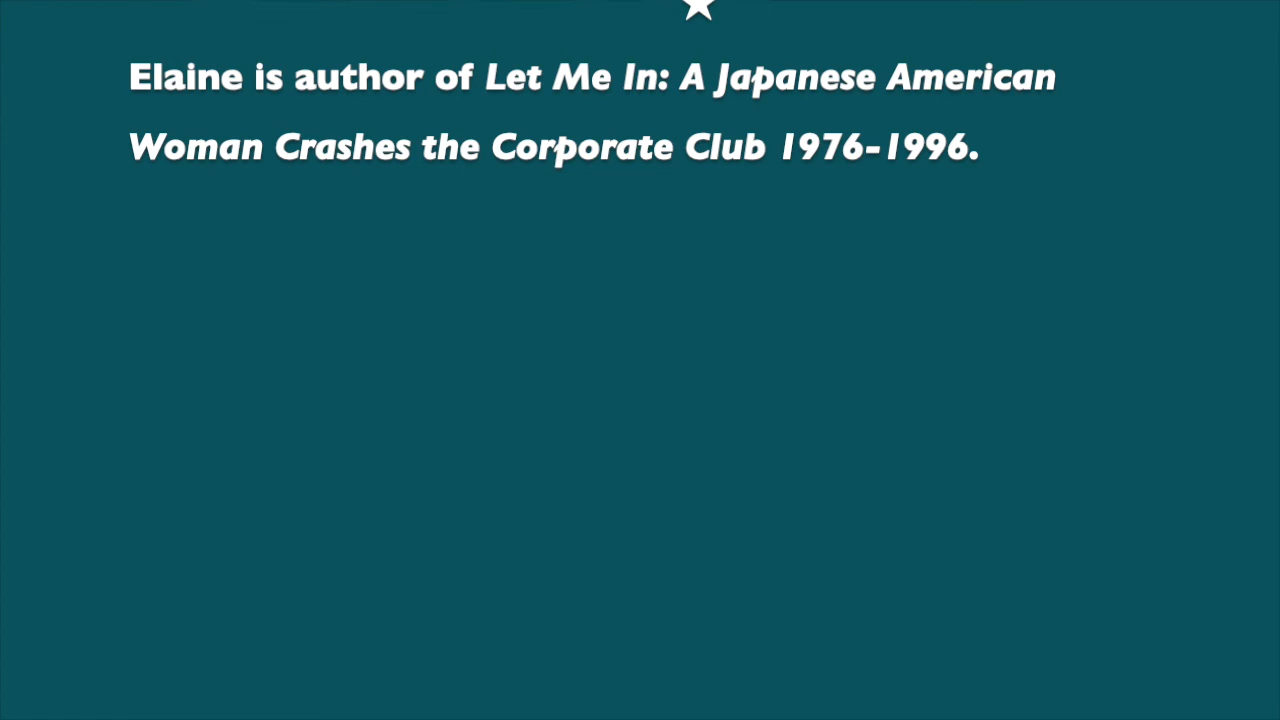 Elaine is author of Let Me In: A Japanese American
Woman Crashes the Corporate Club 1976-1996.